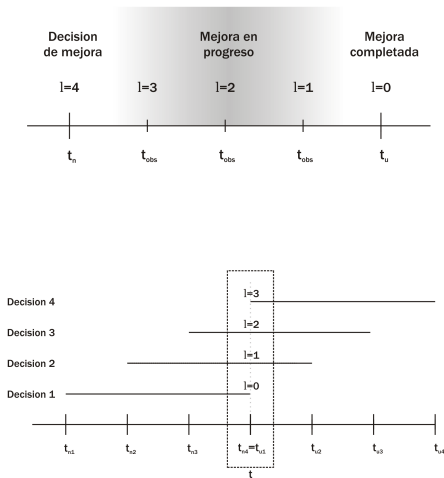 Decision de mejora
Mejora en progreso
Mejora completada
l=4 l=3 l=2 l=1 l=0
tn tobs tobs tobs tu
l=3
Decision 4
l=2
Decision 3
l=1
Decision 2
l=0
Decision 1
tn1 tn2 tn3 tn4=tu1 tu2 tu3 tu4
t